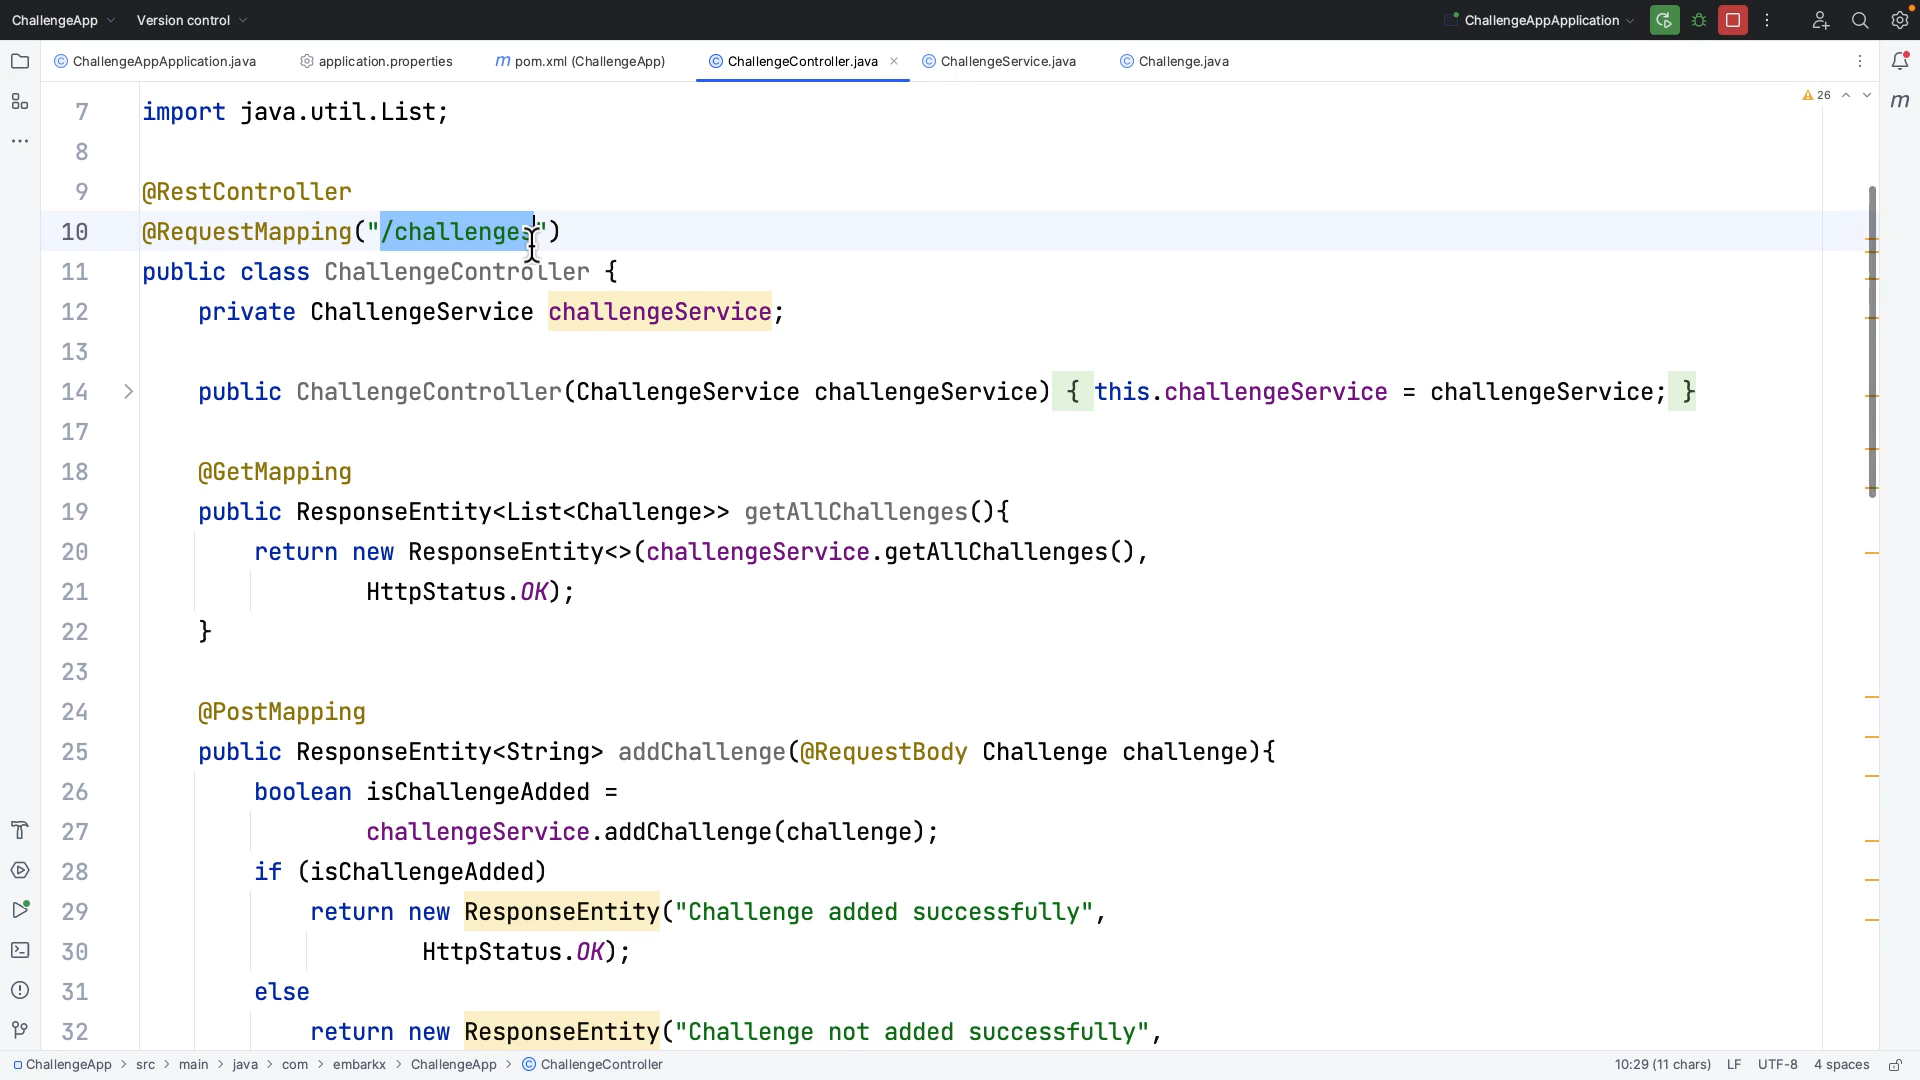 ChallengeApp Version control ChallengeAppApplication
ChallengeAppApplication.java application.properties pom.xml (ChallengeApp) ChallengeController.java ChallengeService.java Challenge.java
26
7 import java.util.List;
8
9 @RestController
10 @RequestMapping("/challenges")
11 public class ChallengeController {
12 private ChallengeService challengeService;
13
14 public ChallengeController(ChallengeService challengeService) { this.challengeService = challengeService; }
17
18 @GetMapping
19 public ResponseEntity<List<Challenge>> getAllChallenges(){
20 return new ResponseEntity<>(challengeService.getAllChallenges(),
21 HttpStatus.OK);
22 }
23
24 @PostMapping
25 public ResponseEntity<String> addChallenge(@RequestBody Challenge challenge){
26 boolean isChallengeAdded =
27 challengeService.addChallenge(challenge);
28 if (isChallengeAdded)
29 return new ResponseEntity("Challenge added successfully",
30 HttpStatus.OK);
31 else
32 return new ResponseEntity("Challenge not added successfully",
ChallengeApp > src > main > java > com > embarkx > ChallengeApp > ChallengeController 10:29 (11 chars) LF UTF-8 4 spaces